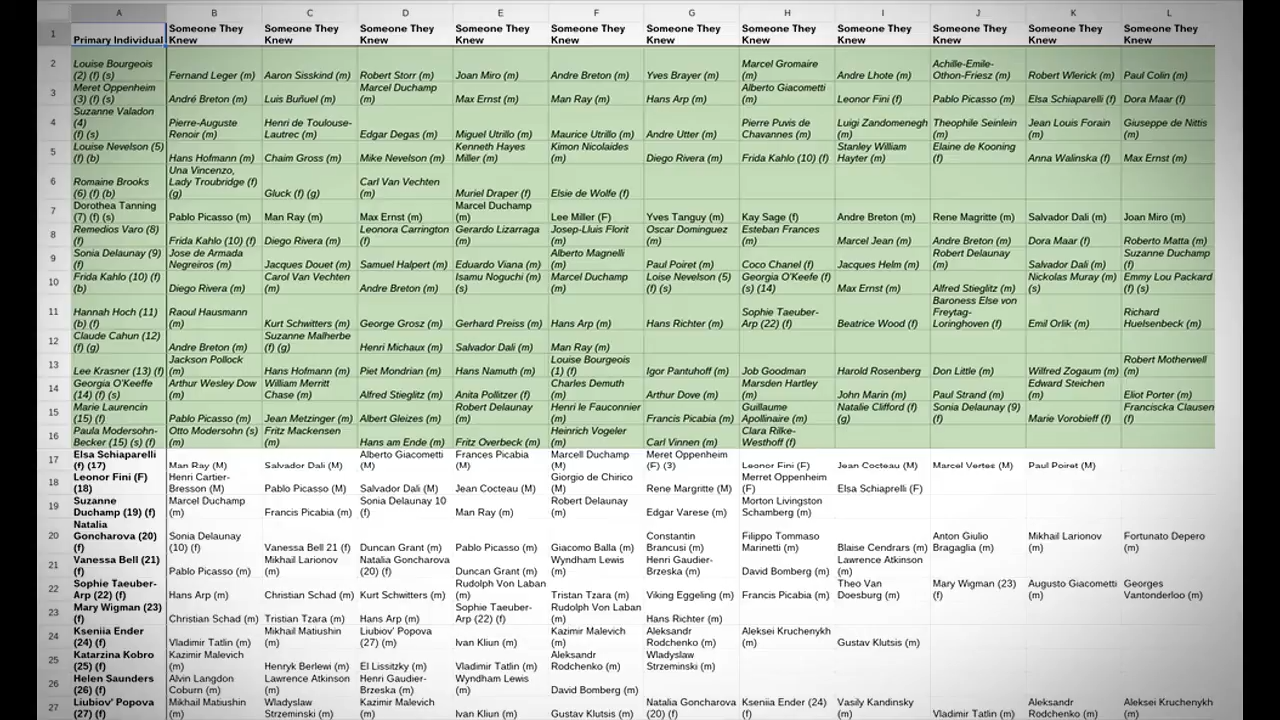 A B C D E F G H I J K L
1 Primary Individual Someone They Knew Someone They Knew Someone They Knew Someone They Knew Someone They Knew Someone They Knew Someone They Knew Someone They Knew Someone They Knew Someone They Knew Someone They Knew
2 Louise Bourgeois (2) (f) (s) Fernand Leger (m) Aaron Sisskind (m) Robert Storr (m) Joan Miro (m) Andre Breton (m) Yves Brayer (m) Marcel Gromaire (m) Andre Lhote (m) Achille-Emile-Othon-Friesz (m) Robert Wlerick (m) Paul Colin (m)
3 Meret Oppenheim (3) (f) (s) André Breton (m) Luis Buñuel (m) Marcel Duchamp (m) Max Ernst (m) Man Ray (m) Hans Arp (m) Alberto Giacometti (m) Leonor Fini (f) Pablo Picasso (m) Elsa Schiaparelli (f) Dora Maar (f)
4 Suzanne Valadon (4) (f) (s) Pierre-Auguste Renoir (m) Henri de Toulouse-Lautrec (m) Edgar Degas (m) Miguel Utrillo (m) Maurice Utrillo (m) Andre Utter (m) Pierre Puvis de Chavannes (m) Luigi Zandomenegh (m) Theophile Seinlein (m) Jean Louis Forain (m) Giuseppe de Nittis (m)
5 Louise Nevelson (5) (f) (b) Hans Hofmann (m) Chaim Gross (m) Mike Nevelson (m) Kenneth Hayes Miller (m) Kimon Nicolaides (m) Diego Rivera (m) Frida Kahlo (10) (f) Stanley William Hayter (m) Elaine de Kooning (f) Anna Walinska (f) Max Ernst (m)
6 Romaine Brooks (6) (f) (b) Una Vincenzo, Lady Troubridge (f) (g) Gluck (f) (g) Carl Van Vechten (m) Muriel Draper (f) Elsie de Wolfe (f)
7 Dorothea Tanning (7) (f) (s) Pablo Picasso (m) Man Ray (m) Max Ernst (m) Marcel Duchamp (m) Lee Miller (F) Yves Tanguy (m) Kay Sage (f) Andre Breton (m) Rene Magritte (m) Salvador Dali (m) Joan Miro (m)
8 Remedios Varo (8) (f) Frida Kahlo (10) (f) Diego Rivera (m) Leonora Carrington (f) Gerardo Lizarraga (m) Josep-Lluis Florit (m) Oscar Dominguez (m) Esteban Frances (m) Marcel Jean (m) Andre Breton (m) Dora Maar (f) Roberto Matta (m)
9 Sonia Delaunay (9) (f) Jose de Armada Negreiros (m) Jacques Douet (m) Samuel Halpert (m) Eduardo Viana (m) Alberto Magnelli (m) Paul Poiret (m) Coco Chanel (f) Jacques Helm (m) Robert Delaunay (m) Salvador Dali (m) Suzanne Duchamp (f)
10 Frida Kahlo (10) (f) (b) Diego Rivera (m) Carol Van Vechten (m) Andre Breton (m) Isamu Noguchi (m) (s) Marcel Duchamp (m) Loise Nevelson (5) (f) (s) Georgia O'Keefe (f) (s) (14) Max Ernst (m) Alfred Stieglitz (m) Nickolas Muray (m) (s) Emmy Lou Packard (f) (s)
11 Hannah Hoch (11) (b) (f) Raoul Hausmann (m) Kurt Schwitters (m) George Grosz (m) Gerhard Preiss (m) Hans Arp (m) Hans Richter (m) Sophie Taeuber-Arp (22) (f) Beatrice Wood (f) Baroness Else von Freytag-Loringhoven (f) Emil Orlik (m) Richard Huelsenbeck (m)
12 Claude Cahun (12) (f) (g) Andre Breton (m) Suzanne Malherbe (f) (g) Henri Michaux (m) Salvador Dali (m) Man Ray (m)
13 Lee Krasner (13) (f) Jackson Pollock (m) Hans Hofmann (m) Piet Mondrian (m) Hans Namuth (m) Louise Bourgeois (1) (f) Igor Pantuhoff (m) Job Goodman Harold Rosenberg Don Little (m) Wilfred Zogaum (m) Robert Motherwell (m)
14 Georgia O'Keeffe (14) (f) (s) Arthur Wesley Dow (m) William Merritt Chase (m) Alfred Stieglitz (m) Anita Pollitzer (f) Charles Demuth (m) Arthur Dove (m) Marsden Hartley (m) John Marin (m) Paul Strand (m) Edward Steichen (m) Eliot Porter (m)
15 Marie Laurencin (15) (f) Pablo Picasso (m) Jean Metzinger (m) Albert Gleizes (m) Robert Delaunay (m) Henri le Fauconnier (m) Francis Picabia (m) Guillaume Apollinaire (m) Natalie Clifford (f) (g) Sonia Delaunay (9) (f) Marie Vorobieff (f) Franciscka Clausen (f)
16 Paula Modersohn-Becker (15) (s) (f) Otto Modersohn (s) (m) Fritz Mackensen (m) Hans am Ende (m) Fritz Overbeck (m) Heinrich Vogeler (m) Carl Vinnen (m) Clara Rilke-Westhoff (f)
17 Elsa Schiaparelli (f) (17) Man Ray (M) Salvador Dali (M) Alberto Giacometti (M) Frances Picabia (M) Marcell Duchamp (M) Meret Oppenheim (F) (3) Leonor Fini (F) Jean Cocteau (M) Marcel Vertes (M) Paul Poiret (M)
18 Leonor Fini (F) (18) Henri Cartier-Bresson (M) Pablo Picasso (M) Salvador Dali (M) Jean Cocteau (M) Giorgio de Chirico (M) Rene Margritte (M) Merret Oppenheim (F) Elsa Schiaprelli (F)
19 Suzanne Duchamp (19) (f) Marcel Duchamp (m) Francis Picabia (m) Sonia Delaunay 10 (f) Man Ray (m) Robert Delaunay (m) Edgar Varese (m) Morton Livingston Schamberg (m)
20 Natalia Goncharova (20) (f) Sonia Delaunay (10) (f) Vanessa Bell 21 (f) Duncan Grant (m) Pablo Picasso (m) Giacomo Balla (m) Constantin Brancusi (m) Filippo Tommaso Marinetti (m) Blaise Cendrars (m) Anton Giulio Bragaglia (m) Mikhail Larionov (m) Fortunato Depero (m)
21 Vanessa Bell (21) (f) Pablo Picasso (m) Mikhail Larionov (m) Natalia Goncharova (20) (f) Duncan Grant (m) Wyndham Lewis (m) Henri Gaudier-Brzeska (m) David Bomberg (m) Lawrence Atkinson (m)
22 Sophie Taeuber-Arp (22) (f) Hans Arp (m) Christian Schad (m) Kurt Schwitters (m) Rudolph Von Laban (m) Tristan Tzara (m) Viking Eggeling (m) Francis Picabia (m) Theo Van Doesburg (m) Mary Wigman (23) (f) Augusto Giacometti (m) Georges Vantonderloo (m)
23 Mary Wigman (23) (f) Christian Schad (m) Tristan Tzara (m) Hans Arp (m) Sophie Taeuber-Arp (22) (f) Rudolph Von Laban (m) Hans Richter (m)
24 Kseniia Ender (24) (f) Vladimir Tatlin (m) Mikhail Matiushin (m) Liubiov' Popova (27) (m) Ivan Kliun (m) Kazimir Malevich (m) Aleksandr Rodchenko (m) Aleksei Kruchenykh (m) Gustav Klutsis (m)
25 Katarzina Kobro (25) (f) Kazimir Malevich (m) Henryk Berlewi (m) El Lissitzky (m) Vladimir Tatlin (m) Aleksandr Rodchenko (m) Wladyslaw Strzeminski (m)
26 Helen Saunders (26) (f) Alvin Langdon Coburn (m) Lawrence Atkinson (m) Henri Gaudier-Brzeska (m) Wyndham Lewis (m) David Bomberg (m)
27 Liubiov' Popova (27) (f) Mikhail Matiushin (m) Wladyslaw Strzeminski (m) Kazimir Malevich (m) Ivan Kliun (m) Gustav Klutsis (m) Natalia Goncharova (20) (f) Kseniia Ender (24) (f) Vasily Kandinsky (m) Vladimir Tatlin (m) Aleksandr Rodchenko (m) Aleksei Kruchenykh (m)